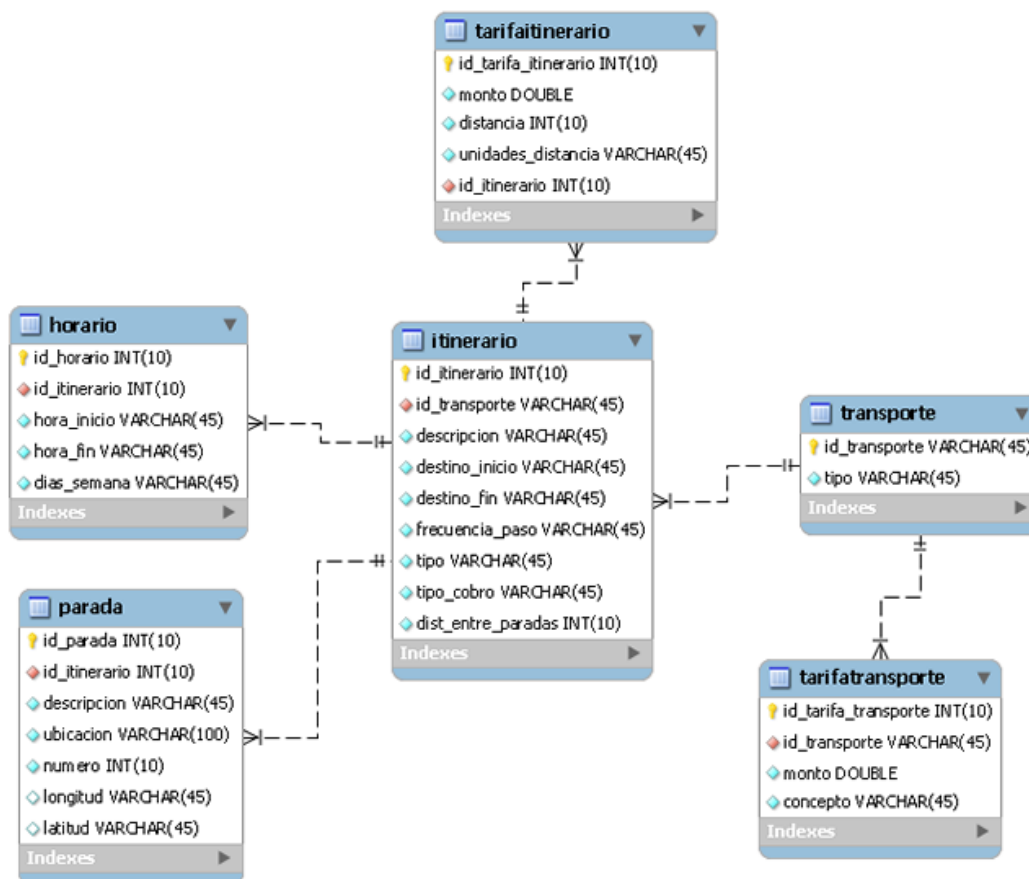 tarifaitinerario
id_tarifa_itinerario INT(10)
monto DOUBLE
distancia INT(10)
unidades_distancia VARCHAR(45)
id_itinerario INT(10)
Indexes
horario
id_horario INT(10)
id_itinerario INT(10)
hora_inicio VARCHAR(45)
hora_fin VARCHAR(45)
dias_semana VARCHAR(45)
Indexes
itinerario
id_itinerario INT(10)
id_transporte VARCHAR(45)
descripcion VARCHAR(45)
destino_inicio VARCHAR(45)
destino_fin VARCHAR(45)
frecuencia_paso VARCHAR(45)
tipo VARCHAR(45)
tipo_cobro VARCHAR(45)
dist_entre_paradas INT(10)
Indexes
transporte
id_transporte VARCHAR(45)
tipo VARCHAR(45)
Indexes
parada
id_parada INT(10)
id_itinerario INT(10)
descripcion VARCHAR(45)
ubicacion VARCHAR(100)
numero INT(10)
longitud VARCHAR(45)
latitud VARCHAR(45)
Indexes
tarifatransporte
id_tarifa_transporte INT(10)
id_transporte VARCHAR(45)
monto DOUBLE
concepto VARCHAR(45)
Indexes